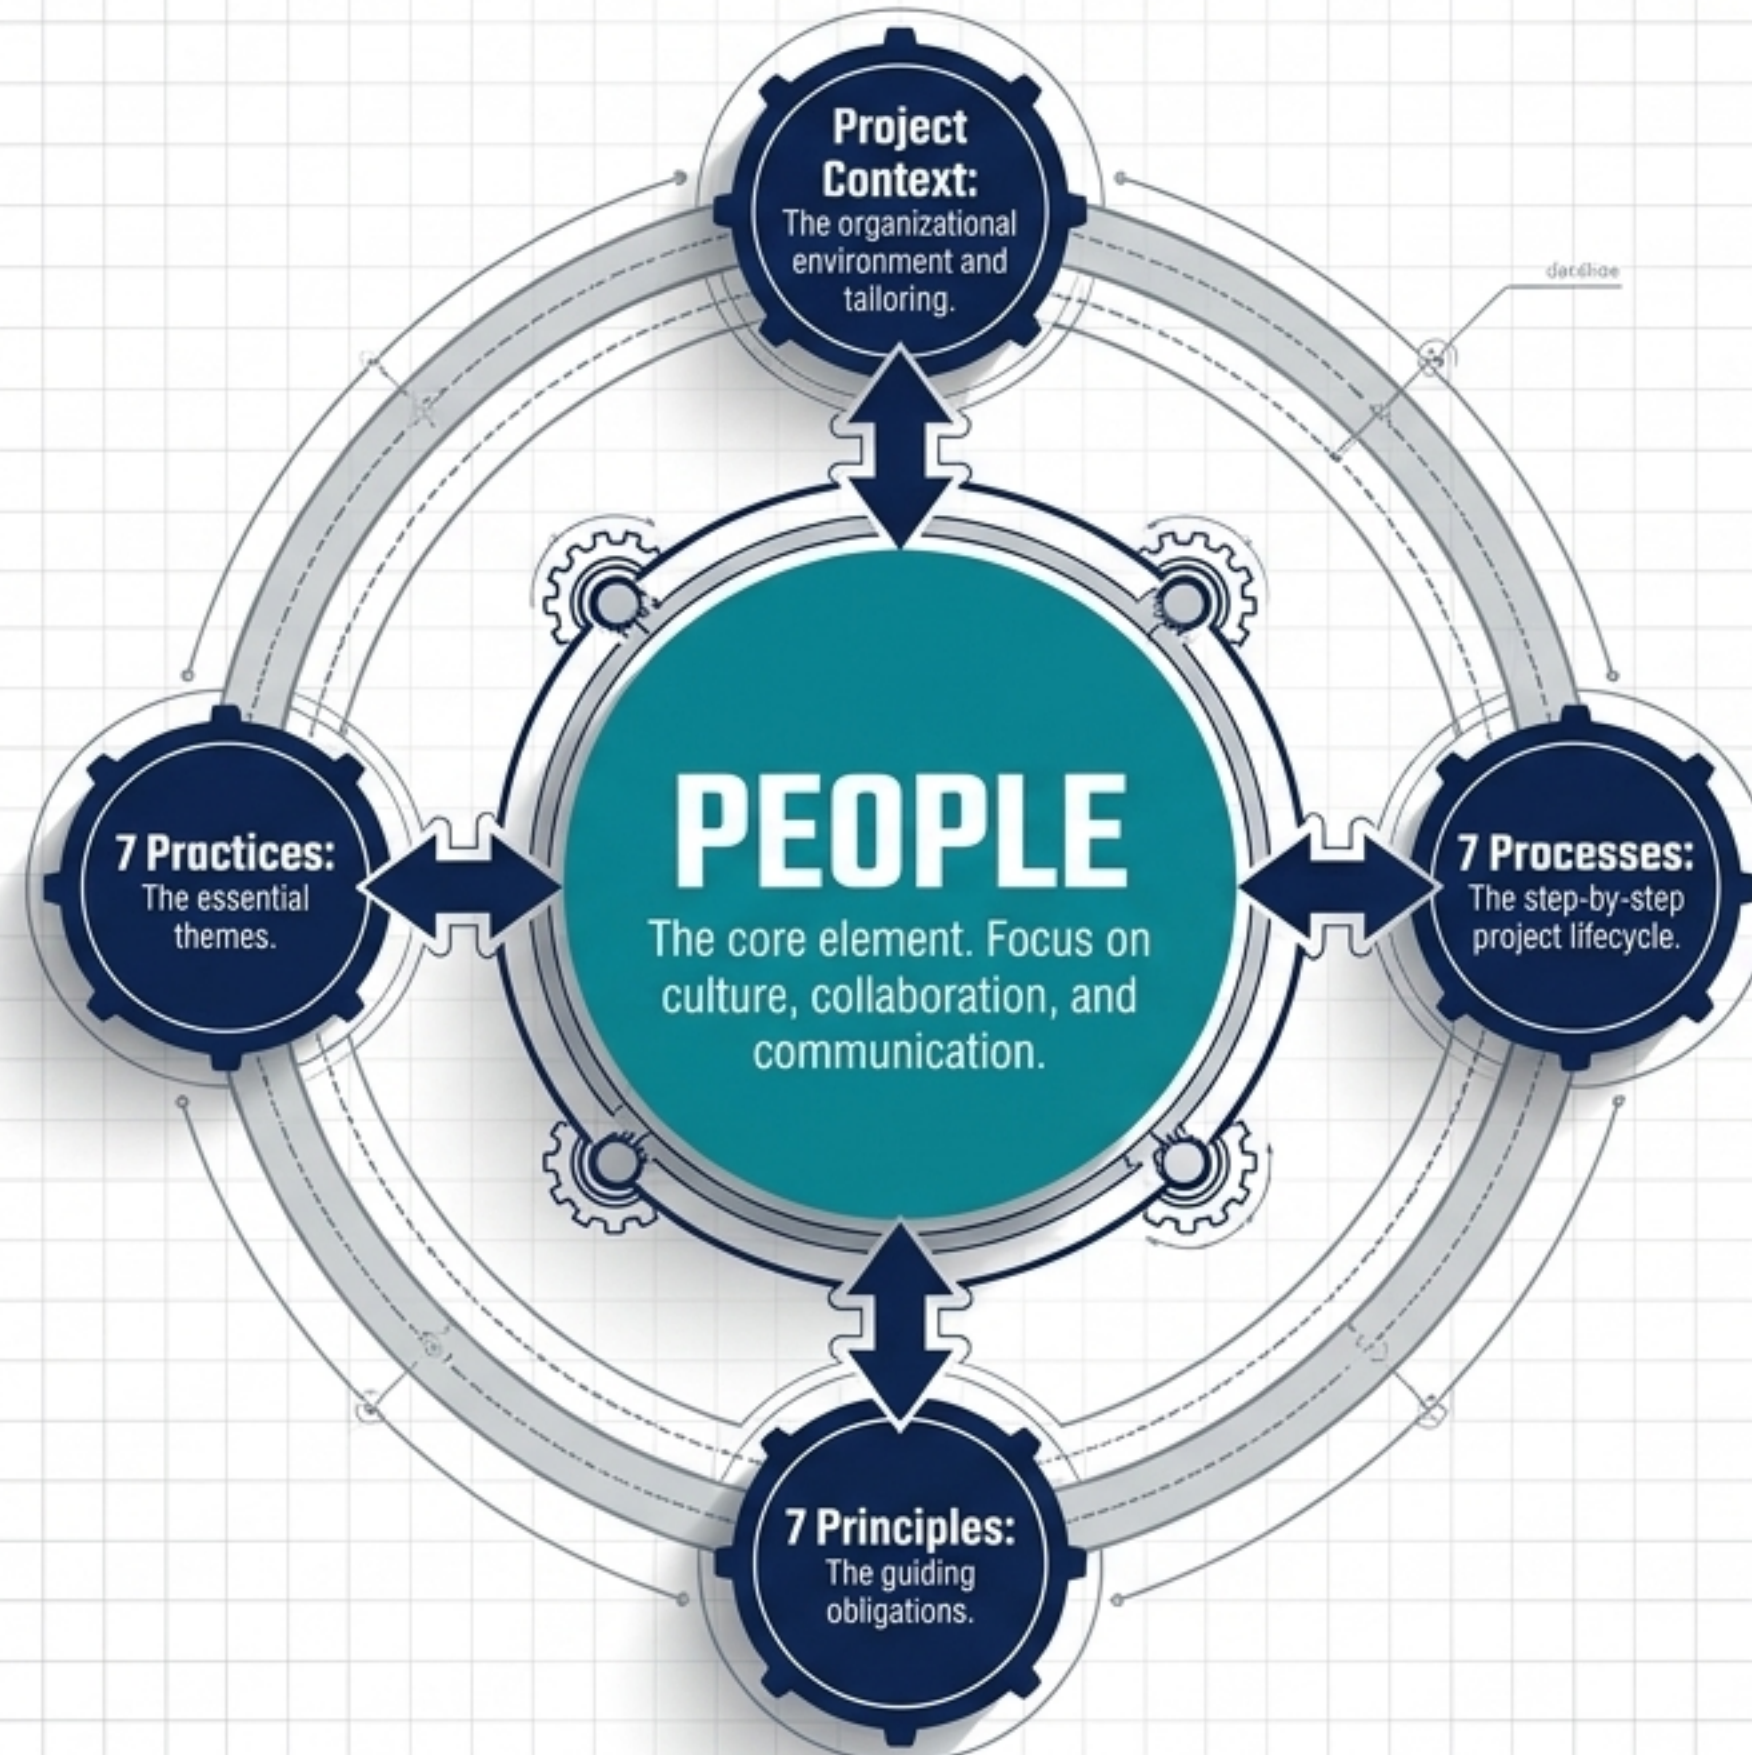 Project
Context:
The organizational
environment and
tailoring.
7 Practices:
The essential
themes.
PEOPLE
The core element. Focus on
culture, collaboration, and
communication.
7 Processes:
The step-by-step
project lifecycle.
7 Principles:
The guiding
obligations.